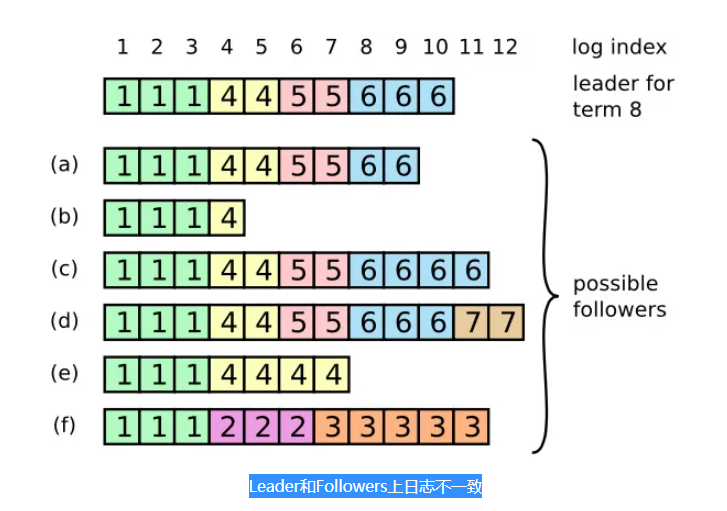 1 2 3 4 5 6 7 8 9 10 11 12 log index
1 1 1 4 4 5 5 6 6 6 leader for
term 8
(a) 1 1 1 4 4 5 5 6 6
(b) 1 1 1 4
(c) 1 1 1 4 4 5 5 6 6 6 6
possible
followers
(d) 1 1 1 4 4 5 5 6 6 6 7 7
(e) 1 1 1 4 4 4 4
(f) 1 1 1 2 2 2 3 3 3 3 3
Leader和Followers上日志不一致